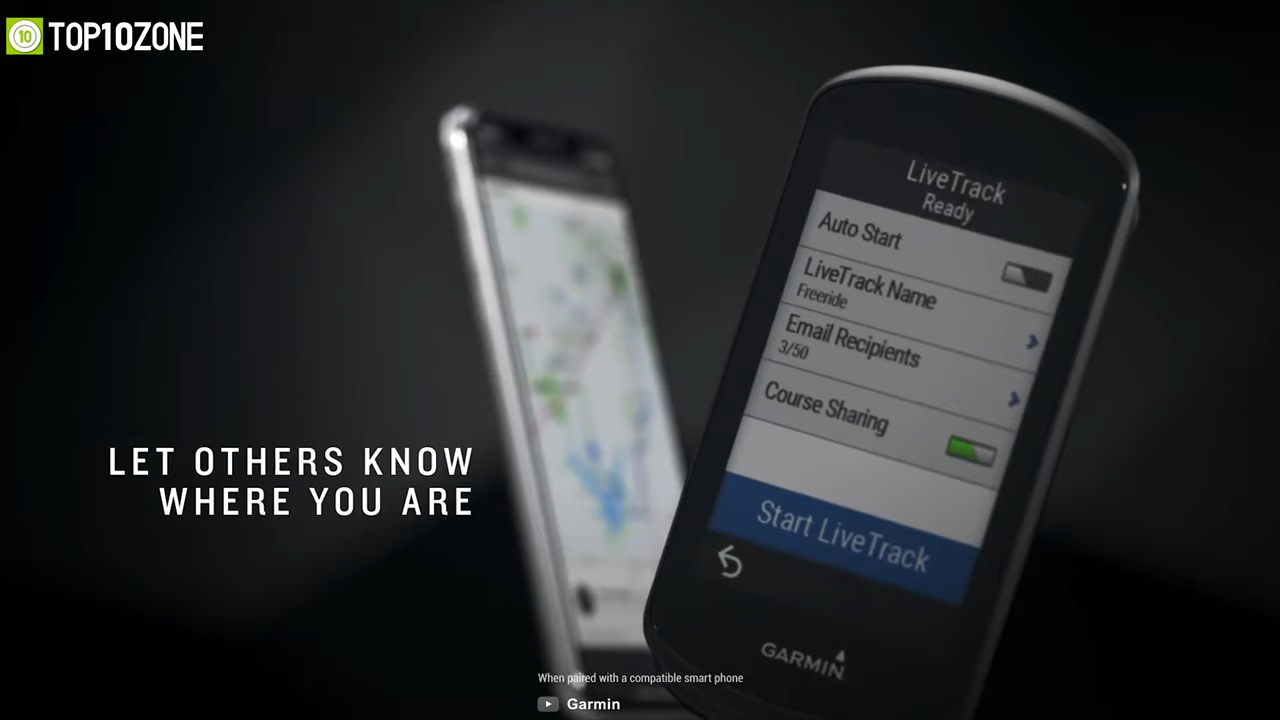 10 TOP10ZONE
LiveTrack
Ready
Auto Start
LiveTrack Name
Freeride
Email Recipients
3/50
Course Sharing
Start LiveTrack
GARMIN
LET OTHERS KNOW
WHERE YOU ARE
When paired with a compatible smart phone
Garmin